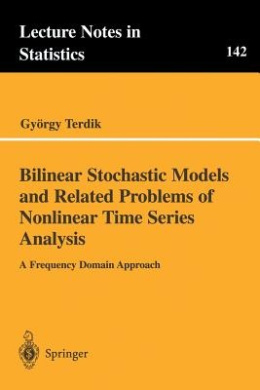 Lecture Notes in
Statistics
142
György Terdik
Bilinear Stochastic Models
and Related Problems of
Nonlinear Time Series
Analysis
A Frequency Domain Approach
Springer